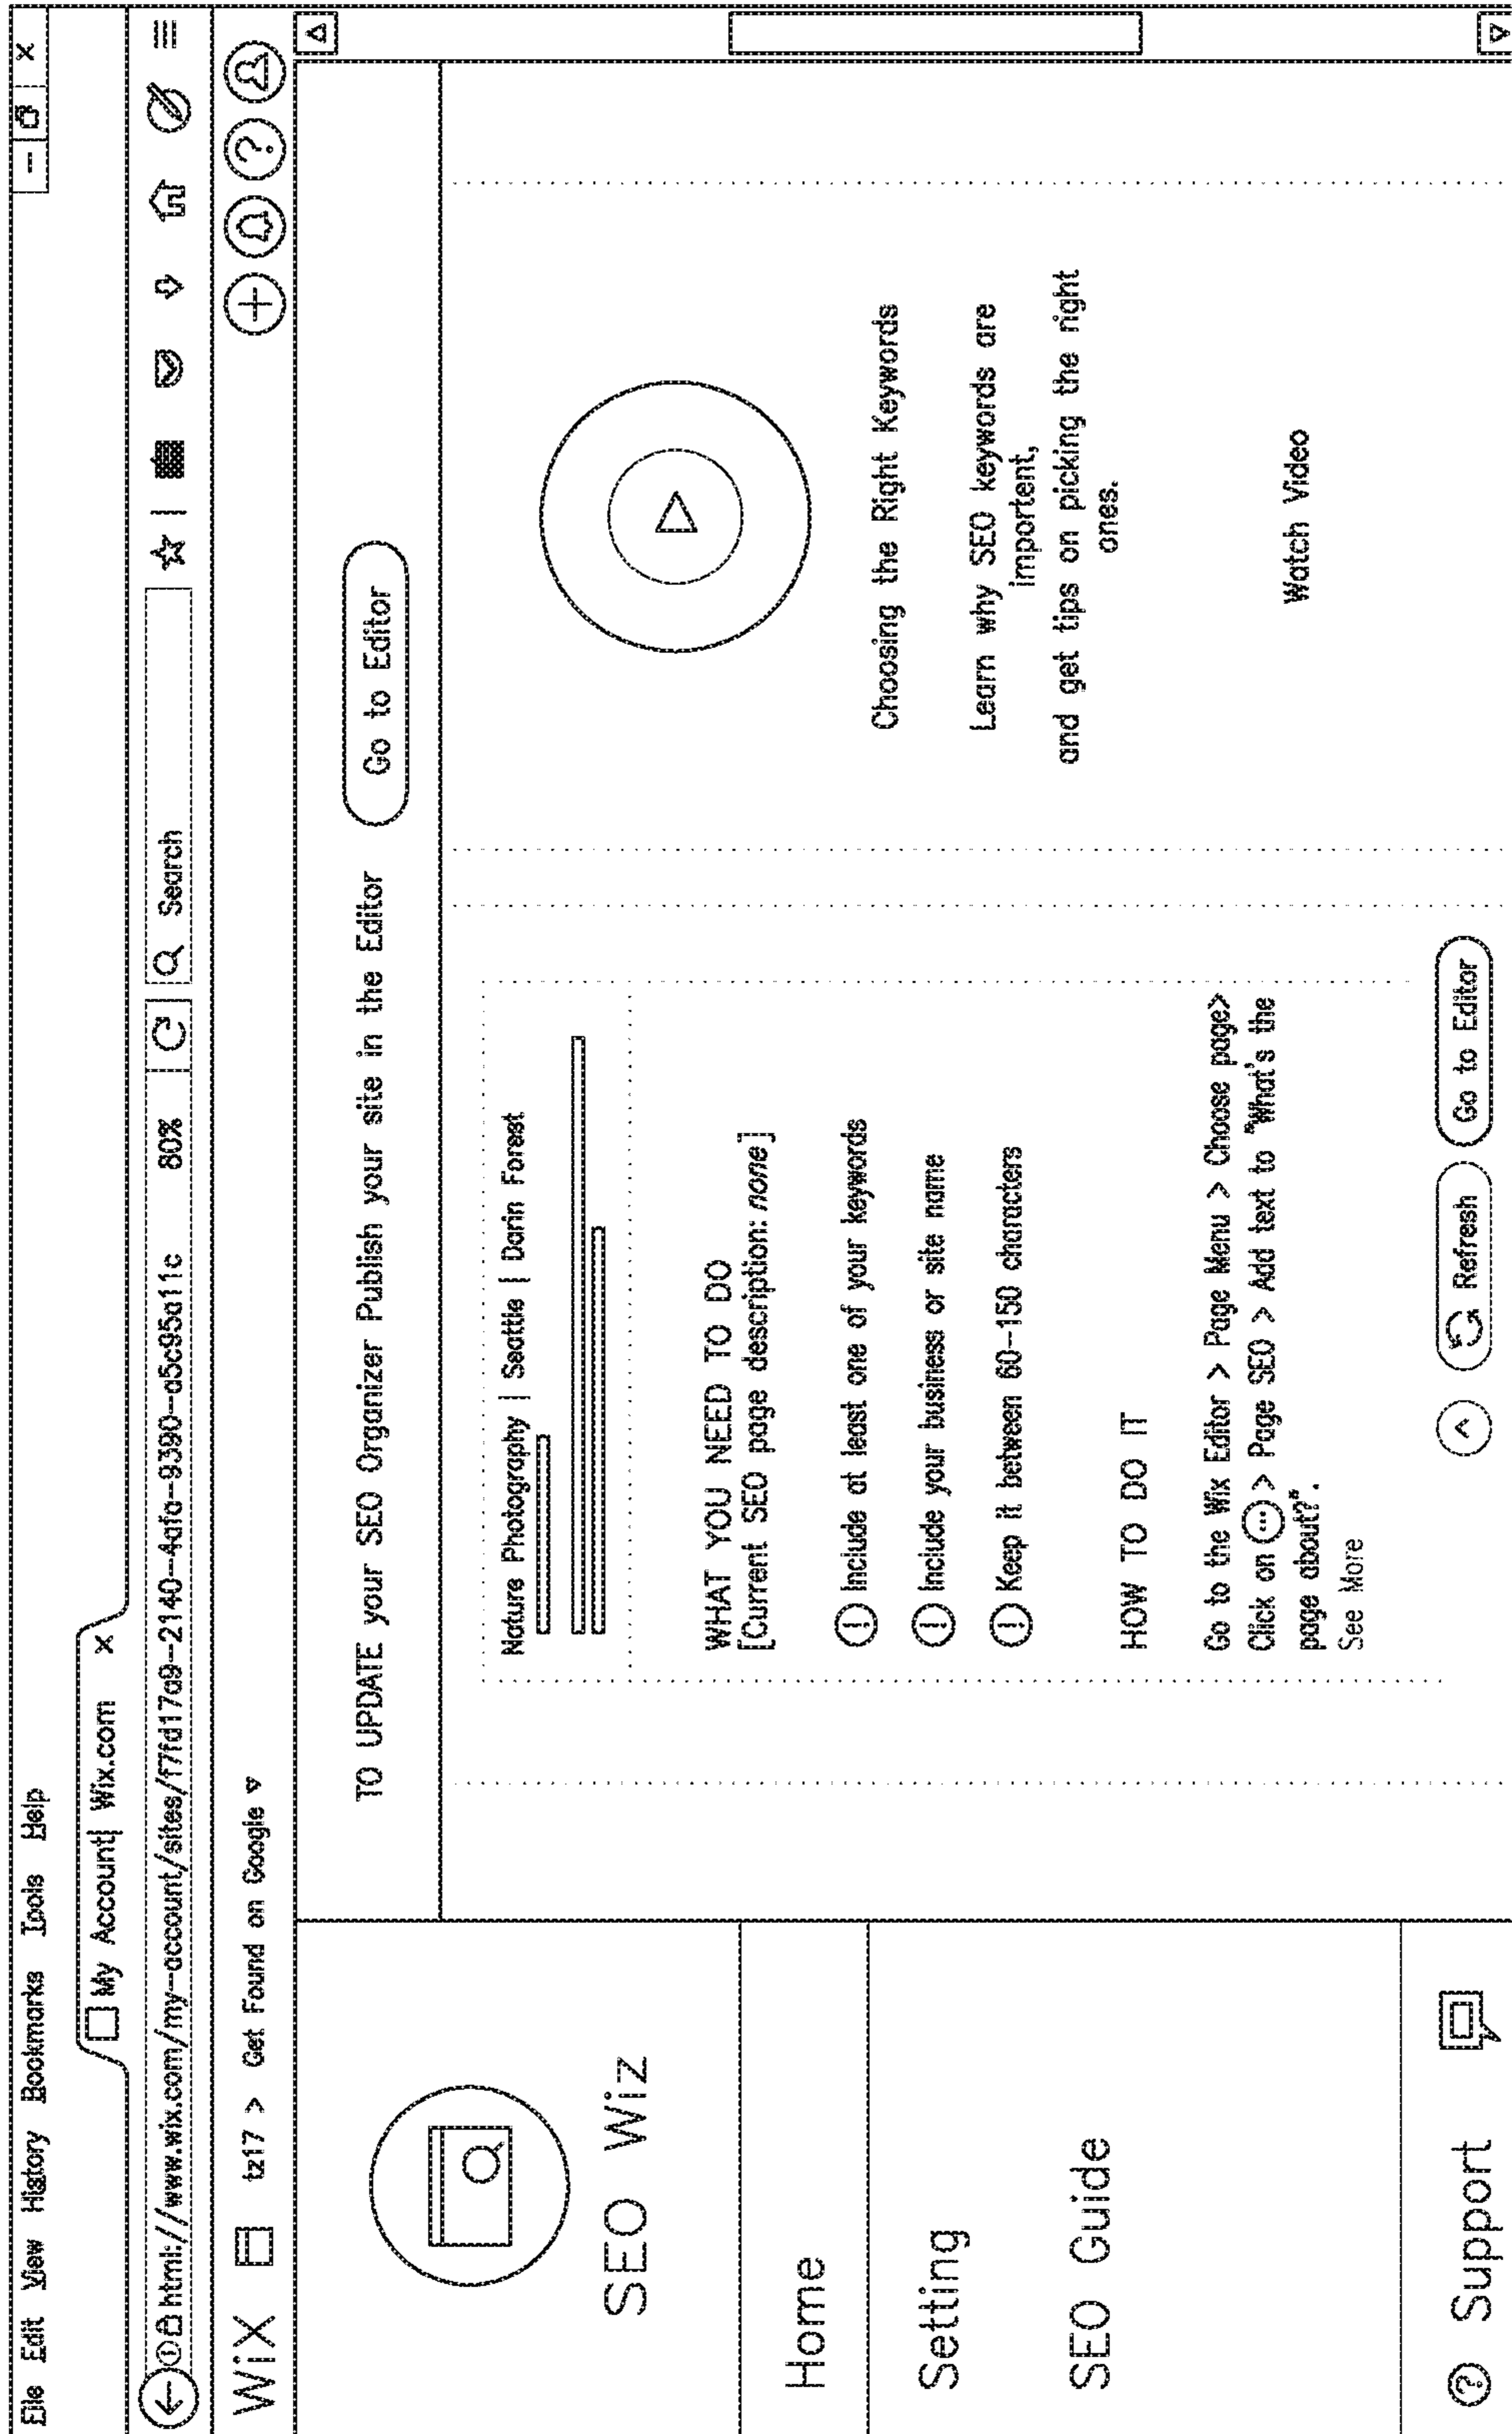 File Edit View History Bookmarks Tools Help
My Account| Wix.com X
html://www.wix.com/my-account/sites/f7fd17a9-2140-4afa-9390-a5c95a11c 80% Search
WiX tz17 > Get Found on Google
TO UPDATE your SEO Organizer Publish your site in the Editor Go to Editor
SEO Wiz
Home
Setting
SEO Guide
? Support
Nature Photography | Seattle | Darin Forest
WHAT YOU NEED TO DO
[Current SEO page description: none]
! Include at least one of your keywords
! Include your business or site name
! Keep it between 60-150 characters
HOW TO DO IT
Go to the Wix Editor > Page Menu > Choose page>
Click on ... > Page SEO > Add text to "What's the
page about?".
See More
Refresh Go to Editor
Choosing the Right Keywords
Learn why SEO keywords are
importent,
and get tips on picking the right
ones.
Watch Video